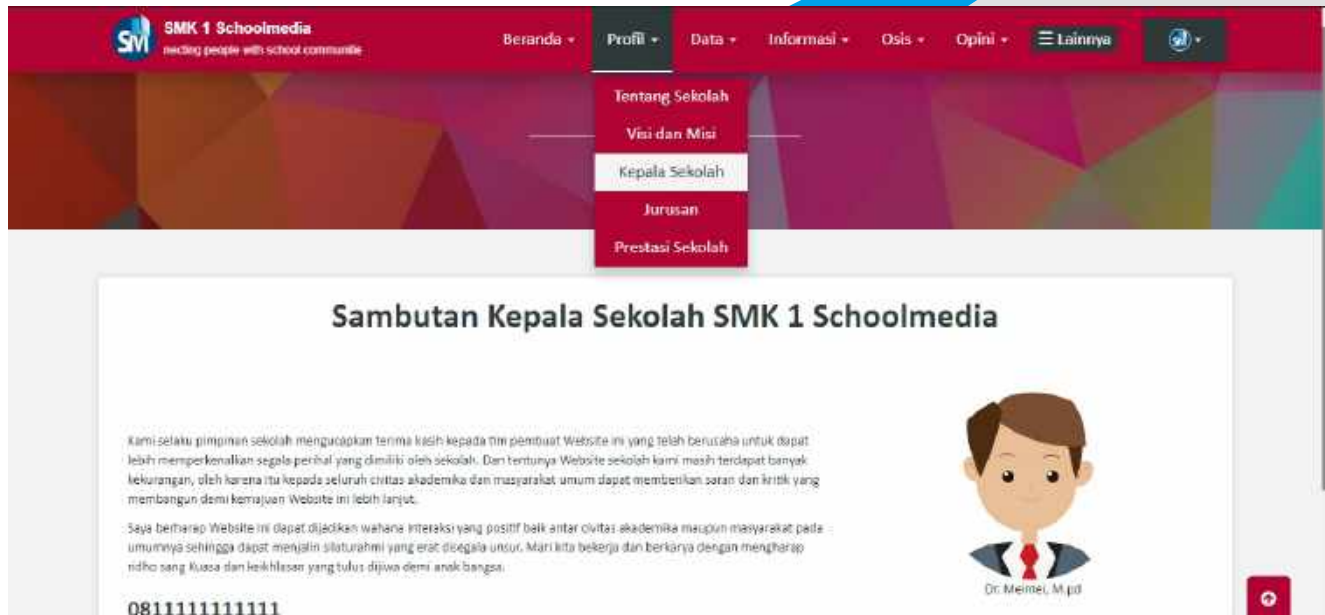 SMK 1 Schoolmedia
necting people with school communitie
Beranda
Profil
Data
Informasi
Osis
Opini
Lainnya
Tentang Sekolah
Visi dan Misi
Kepala Sekolah
Jurusan
Prestasi Sekolah
Sambutan Kepala Sekolah SMK 1 Schoolmedia
Kami selaku pimpinan sekolah mengucapkan terima kasih kepada tim pembuat Website ini yang telah berusaha untuk dapat
lebih memperkenalkan segala perihal yang dimiliki oleh sekolah. Dan tentunya Website sekolah kami masih terdapat banyak
kekurangan, oleh karena itu kepada seluruh civitas akademika dan masyarakat umum dapat memberikan saran dan kritik yang
membangun demi kemajuan Website ini lebih lanjut.
Saya berharap Website ini dapat dijadikan wahana interaksi yang positif baik antar civitas akademika maupun masyarakat pada
umumnya sehingga dapat menjalin silaturahmi yang erat disegala unsur. Mari kita bekerja dan berkarya dengan mengharap
ridho sang Kuasa dan keikhlasan yang tulus dijiwa demi anak bangsa.
Dr. Meimei, M.pd
0811111111111